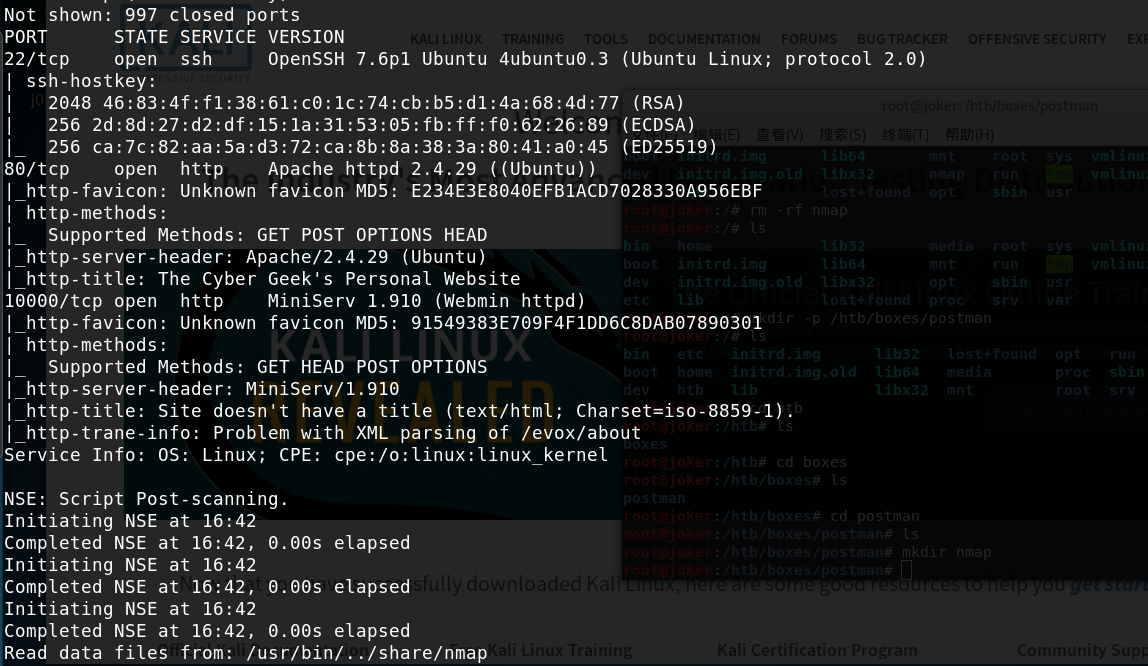 Not shown: 997 closed ports
PORT      STATE SERVICE VERSION
22/tcp    open  ssh     OpenSSH 7.6p1 Ubuntu 4ubuntu0.3 (Ubuntu Linux; protocol 2.0)
| ssh-hostkey:
|   2048 46:83:4f:f1:38:61:c0:1c:74:cb:b5:d1:4a:68:4d:77 (RSA)
|   256 2d:8d:27:d2:df:15:1a:31:53:05:fb:ff:f0:62:26:89 (ECDSA)
|_  256 ca:7c:82:aa:5a:d3:72:ca:8b:8a:38:3a:80:41:a0:45 (ED25519)
80/tcp    open  http    Apache httpd 2.4.29 ((Ubuntu))
|_http-favicon: Unknown favicon MD5: E234E3E8040EFB1ACD7028330A956EBF
| http-methods:
|_  Supported Methods: GET POST OPTIONS HEAD
|_http-server-header: Apache/2.4.29 (Ubuntu)
|_http-title: The Cyber Geek's Personal Website
10000/tcp open  http    MiniServ 1.910 (Webmin httpd)
|_http-favicon: Unknown favicon MD5: 91549383E709F4F1DD6C8DAB07890301
| http-methods:
|_  Supported Methods: GET HEAD POST OPTIONS
|_http-server-header: MiniServ/1.910
|_http-title: Site doesn't have a title (text/html; Charset=iso-8859-1).
|_http-trane-info: Problem with XML parsing of /evox/about
Service Info: OS: Linux; CPE: cpe:/o:linux:linux_kernel
NSE: Script Post-scanning.
Initiating NSE at 16:42
Completed NSE at 16:42, 0.00s elapsed
Initiating NSE at 16:42
Completed NSE at 16:42, 0.00s elapsed
Initiating NSE at 16:42
Completed NSE at 16:42, 0.00s elapsed
Read data files from: /usr/bin/../share/nmap
KALI LINUX TRAINING TOOLS DOCUMENTATION FORUMS BUG TRACKER OFFENSIVE SECURITY
KALI LINUX
REVEALED
root@joker: /htb/boxes/postman
编辑(E) 查看(V) 搜索(S) 终端(T) 帮助(H)
boot initrd.img lib64 mnt root sys
dev initrd.img.old libx32 nmap run tmp
lost+found opt sbin usr
root@joker:/# rm -rf nmap
root@joker:/# ls
bin home lib32 media root sys
boot initrd.img lib64 mnt run tmp
dev initrd.img.old libx32 opt sbin usr
etc lib lost+found proc srv var
mkdir -p /htb/boxes/postman
root@joker:/# ls
bin etc initrd.img lib32 lost+found opt run
boot home initrd.img.old lib64 media proc sbin
dev htb lib libx32 mnt root srv
root@joker:/htb# ls
boxes
root@joker:/htb# cd boxes
root@joker:/htb/boxes# ls
postman
root@joker:/htb/boxes# cd postman
root@joker:/htb/boxes/postman# ls
root@joker:/htb/boxes/postman# mkdir nmap
root@joker:/htb/boxes/postman#
successfully downloaded Kali Linux, here are some good resources to help you
Kali Linux Training
Kali Certification Program